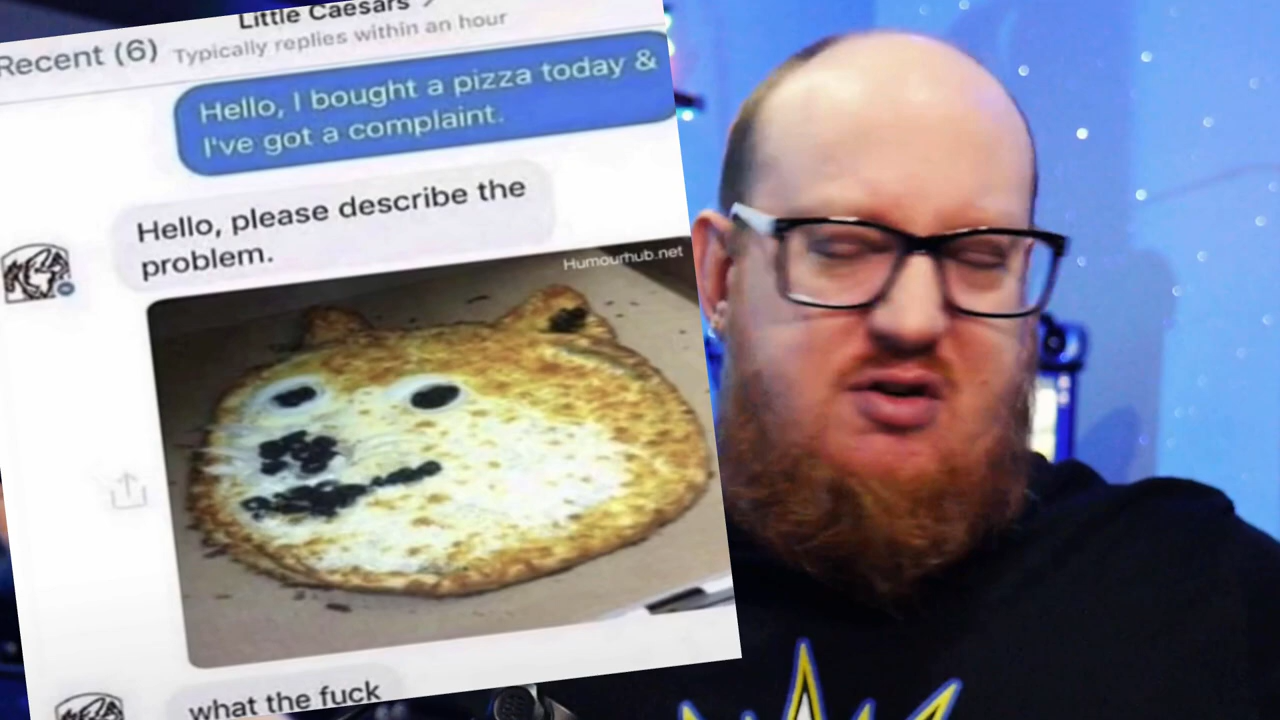 Little Caesars
Recent (6)
Typically replies within an hour
Hello, I bought a pizza today &
I've got a complaint.
Hello, please describe the
problem.
Humourhub.net
what the fuck